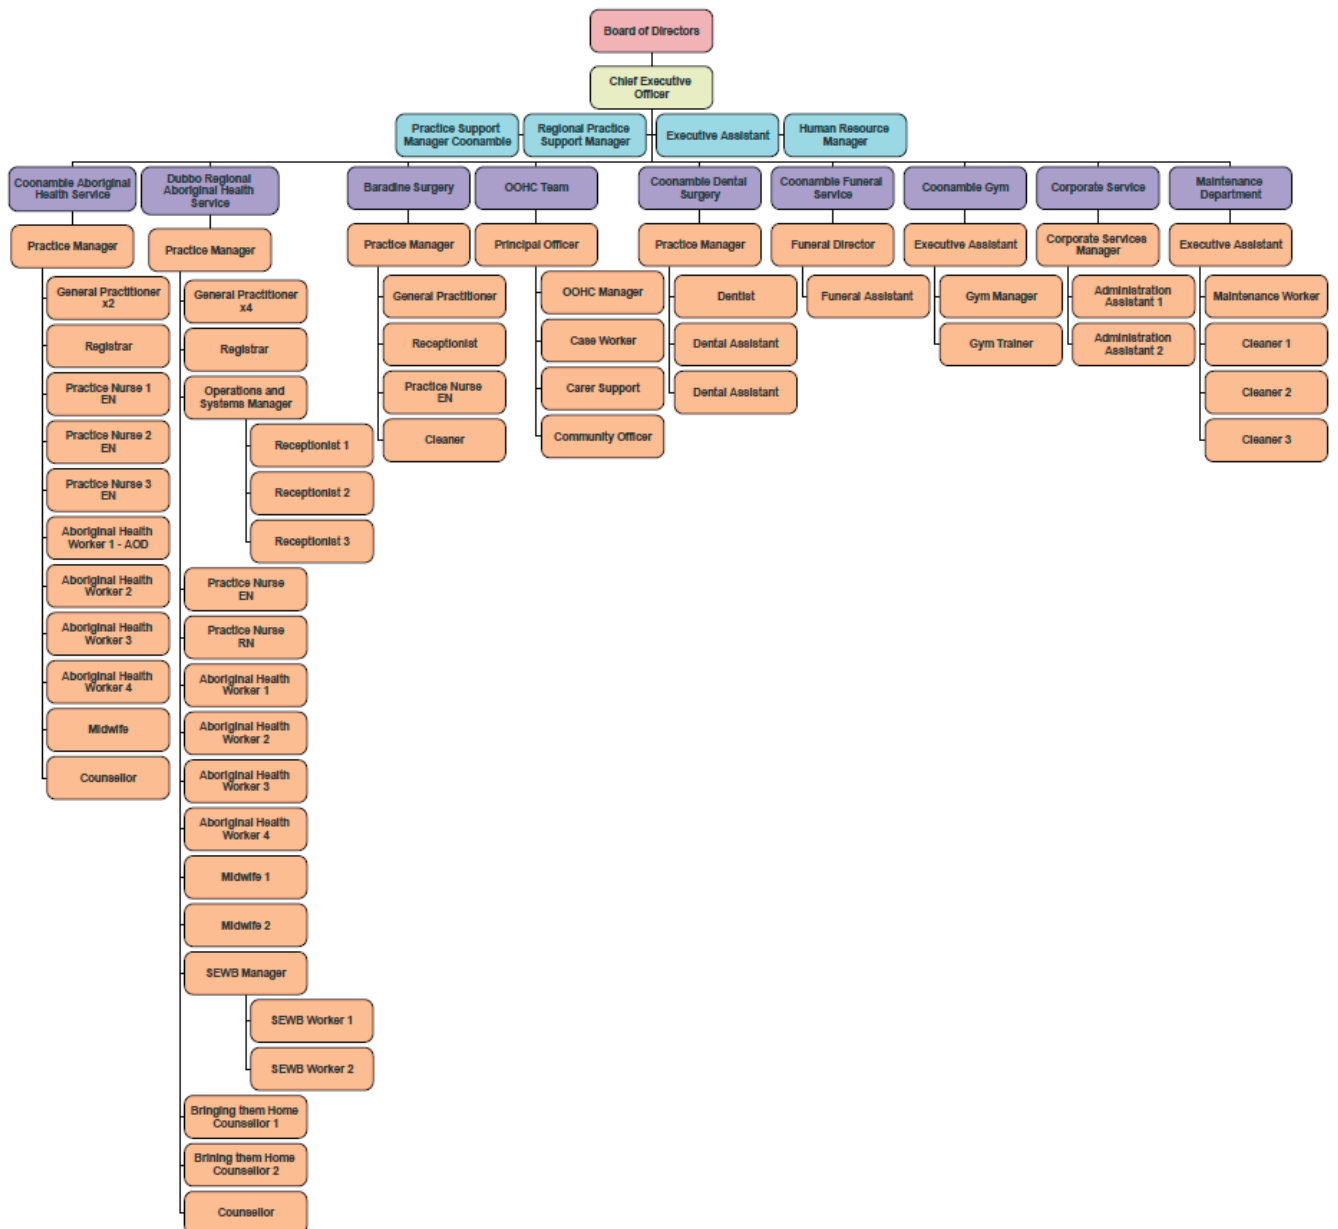 Board of Directors
Chief Executive
Officer
Practice Support
Manager Coonamble
Regional Practice
Support Manager
Executive Assistant
Human Resource
Manager
Coonamble Aboriginal
Health Service
Practice Manager
General Practitioner
x2
Registrar
Practice Nurse 1
EN
Practice Nurse 2
EN
Practice Nurse 3
EN
Aboriginal Health
Worker 1 - AOD
Aboriginal Health
Worker 2
Aboriginal Health
Worker 3
Aboriginal Health
Worker 4
Midwife
Counsellor
Dubbo Regional
Aboriginal Health
Service
Practice Manager
General Practitioner
x4
Registrar
Operations and
Systems Manager
Receptionist 1
Receptionist 2
Receptionist 3
Practice Nurse
EN
Practice Nurse
RN
Aboriginal Health
Worker 1
Aboriginal Health
Worker 2
Aboriginal Health
Worker 3
Aboriginal Health
Worker 4
Midwife 1
Midwife 2
SEWB Manager
SEWB Worker 1
SEWB Worker 2
Bringing them Home
Counsellor 1
Brining them Home
Counsellor 2
Counsellor
Baradine Surgery
Practice Manager
General Practitioner
Receptionist
Practice Nurse
EN
Cleaner
OOHC Team
Principal Officer
OOHC Manager
Case Worker
Carer Support
Community Officer
Coonamble Dental
Surgery
Practice Manager
Dentist
Dental Assistant
Dental Assistant
Coonamble Funeral
Service
Funeral Director
Funeral Assistant
Coonamble Gym
Executive Assistant
Gym Manager
Gym Trainer
Corporate Service
Corporate Services
Manager
Administration
Assistant 1
Administration
Assistant 2
Maintenance
Department
Executive Assistant
Maintenance Worker
Cleaner 1
Cleaner 2
Cleaner 3